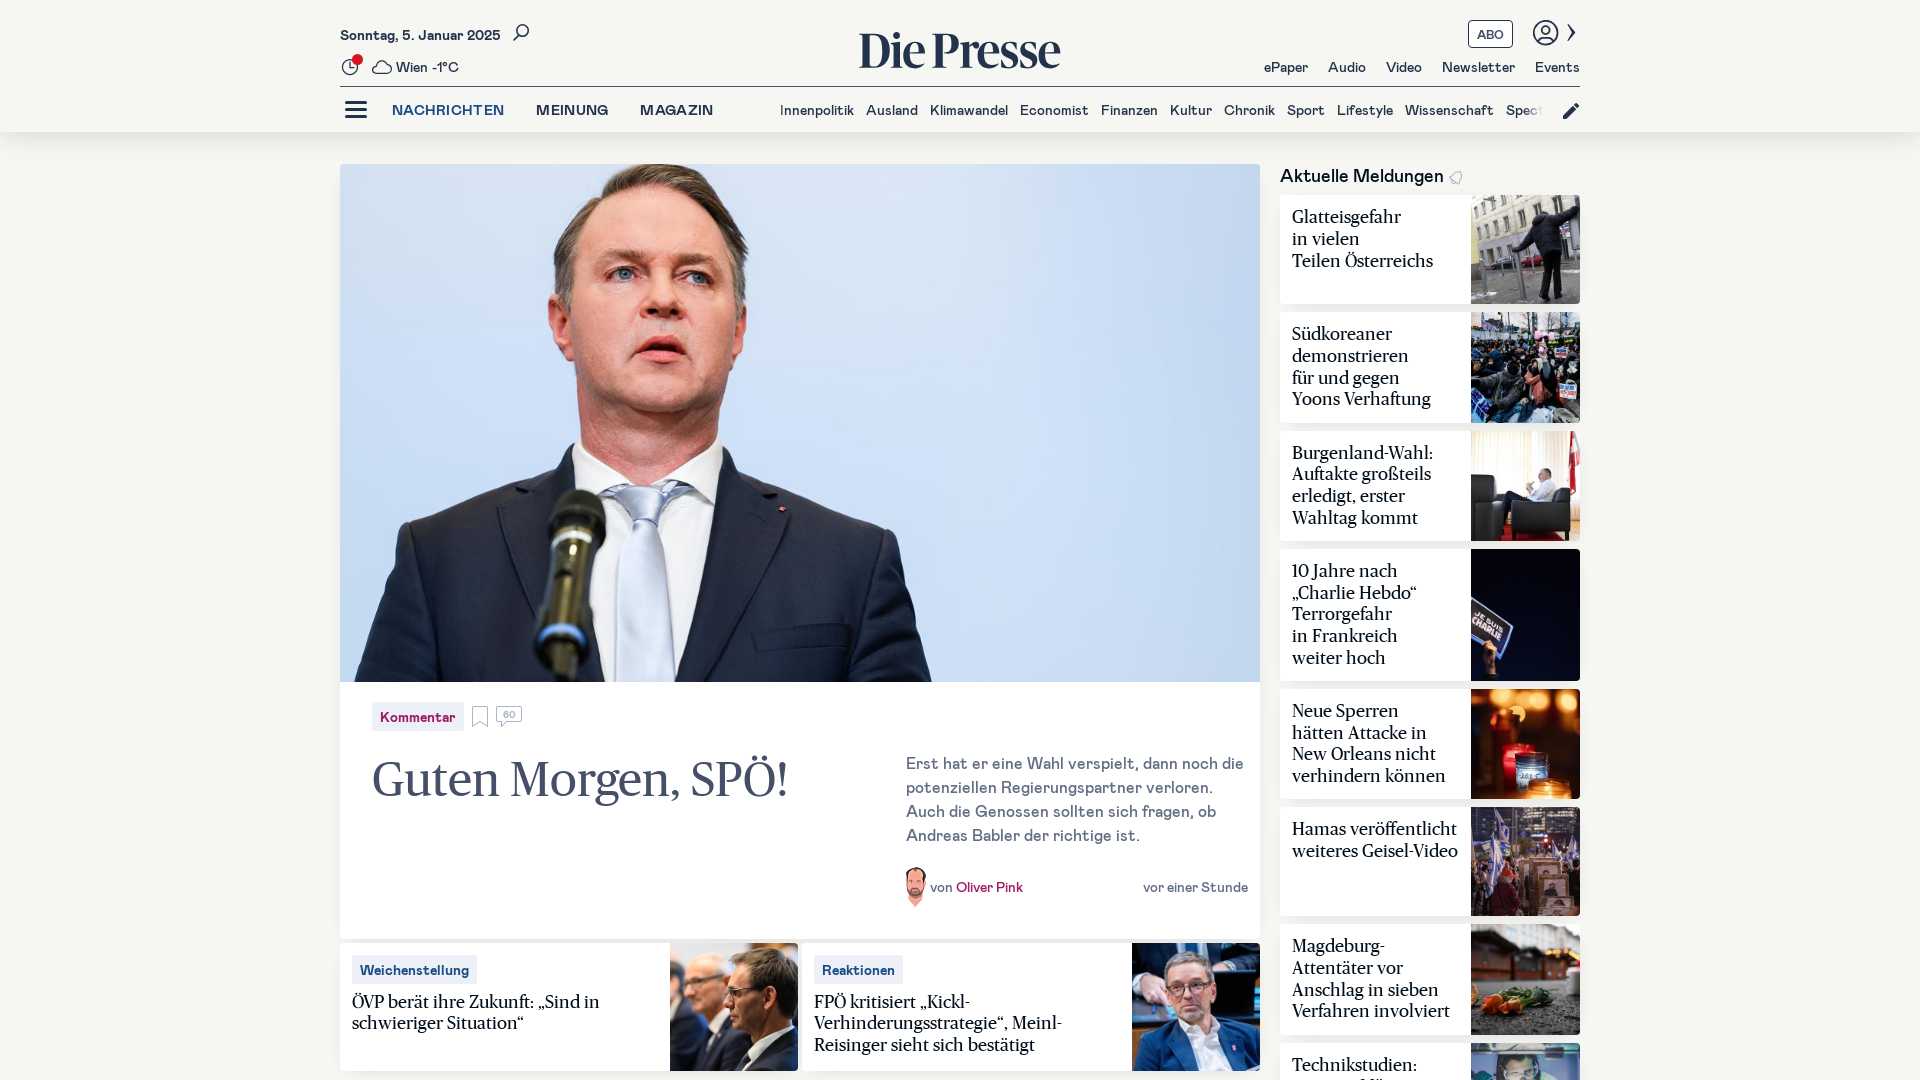 Sonntag, 5. Januar 2025
Wien -1°C
Die Presse
ABO
ePaper
Audio
Video
Newsletter
Events
NACHRICHTEN
MEINUNG
MAGAZIN
Innenpolitik
Ausland
Klimawandel
Economist
Finanzen
Kultur
Chronik
Sport
Lifestyle
Wissenschaft
Spect
Kommentar
60
Guten Morgen, SPÖ!
Erst hat er eine Wahl verspielt, dann noch die
potenziellen Regierungspartner verloren.
Auch die Genossen sollten sich fragen, ob
Andreas Babler der richtige ist.
von Oliver Pink
vor einer Stunde
Weichenstellung
ÖVP berät ihre Zukunft: „Sind in
schwieriger Situation“
Reaktionen
FPÖ kritisiert „Kickl-
Verhinderungsstrategie“, Meinl-
Reisinger sieht sich bestätigt
Aktuelle Meldungen
Glatteisgefahr
in vielen
Teilen Österreichs
Südkoreaner
demonstrieren
für und gegen
Yoons Verhaftung
Burgenland-Wahl:
Auftakte großteils
erledigt, erster
Wahltag kommt
10 Jahre nach
„Charlie Hebdo“
Terrorgefahr
in Frankreich
weiter hoch
JE SUIS
CHARLIE
Neue Sperren
hätten Attacke in
New Orleans nicht
verhindern können
Hamas veröffentlicht
weiteres Geisel-Video
Magdeburg-
Attentäter vor
Anschlag in sieben
Verfahren involviert
Technikstudien: